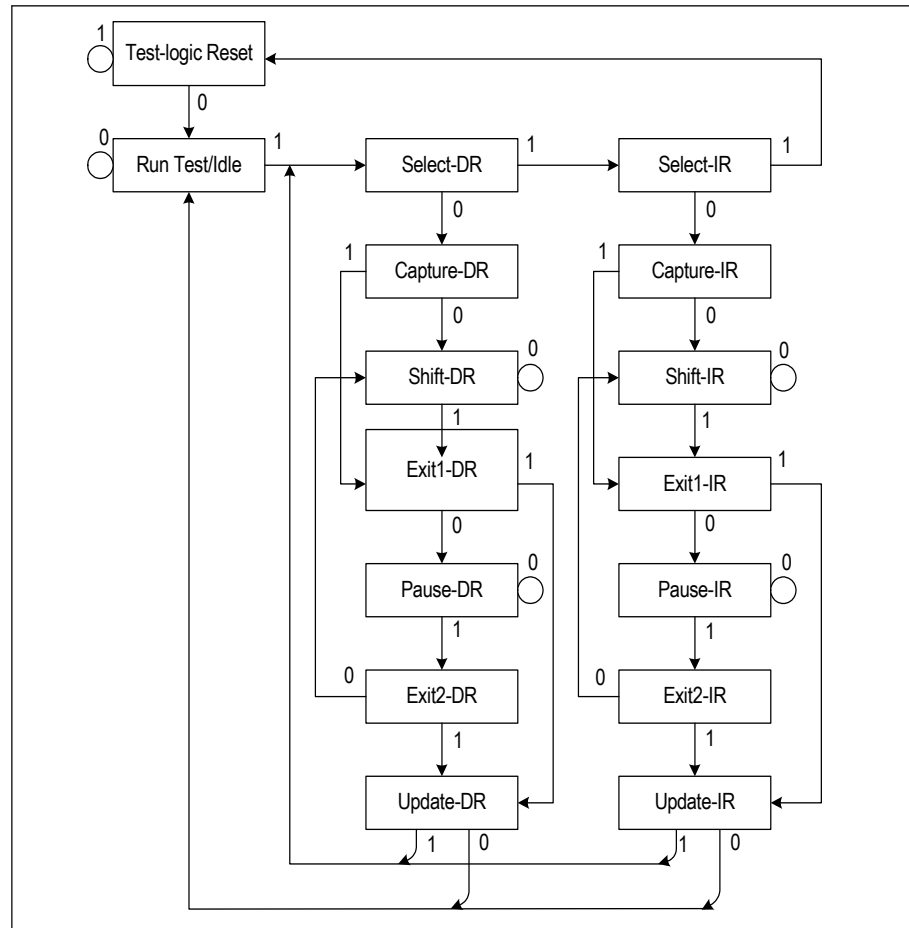 1
Test-logic Reset
0
0
Run Test/Idle
1
Select-DR
1
Select-IR
1
0
0
1
Capture-DR
1
Capture-IR
0
0
Shift-DR
0
Shift-IR
0
1
1
Exit1-DR
1
Exit1-IR
1
0
0
Pause-DR
0
Pause-IR
0
1
1
0
Exit2-DR
0
Exit2-IR
1
1
Update-DR
Update-IR
1
0
1
0